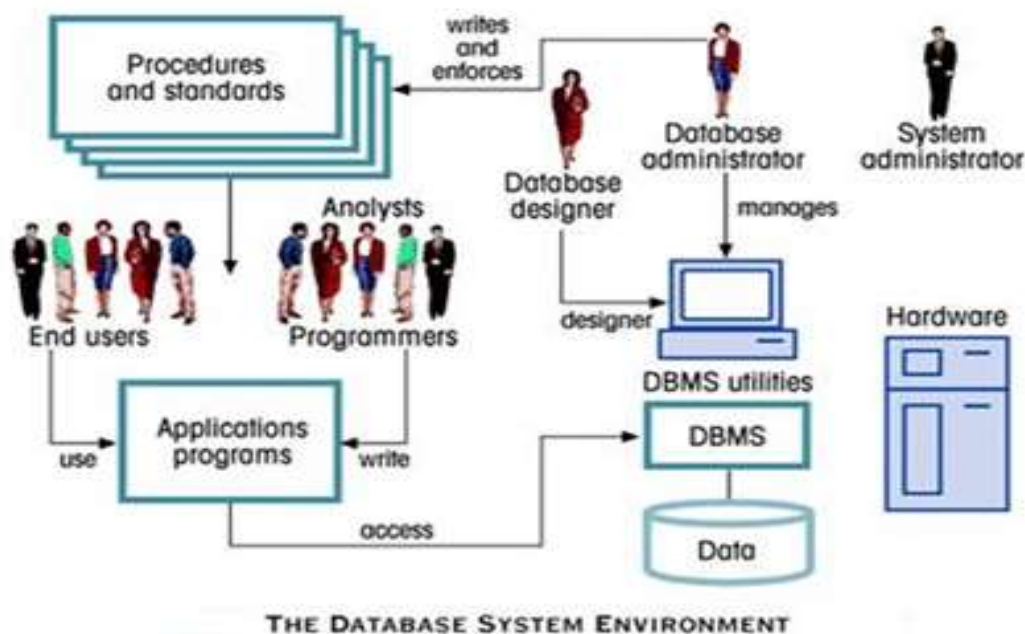 writes
and
enforces
Procedures
and standards
Database
administrator
System
administrator
Database
designer
manages
Analysts
End users
Programmers
designer
Hardware
DBMS utilities
Applications
programs
DBMS
use
write
access
Data
THE DATABASE SYSTEM ENVIRONMENT